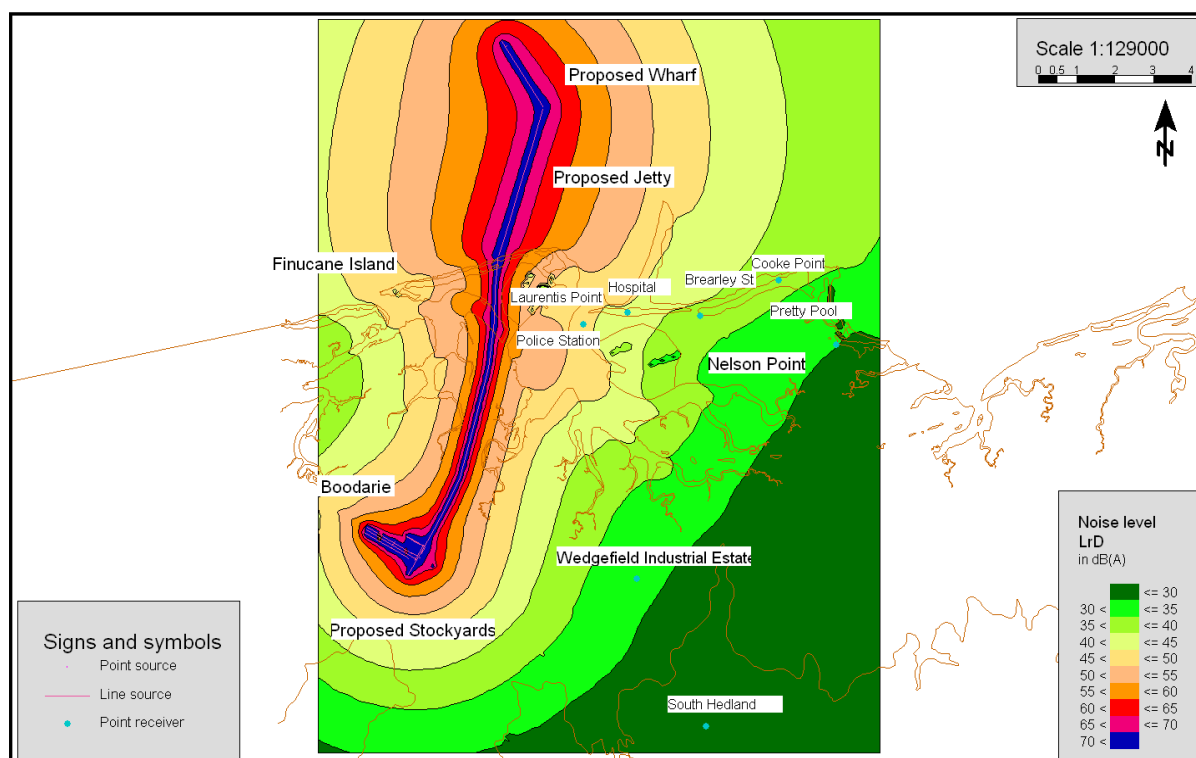 Scale 1:129000
0 0.5 1 2 3 4
N
Proposed Wharf
Proposed Jetty
Finucane Island
Cooke Point
Brearley St
Hospital
Laurentis Point
Pretty Pool
Police Station
Nelson Point
Boodarie
Wedgefield Industrial Estate
Proposed Stockyards
South Hedland
Signs and symbols
Point source
Line source
Point receiver
Noise level
LrD
in dB(A)
<= 30
30 < <= 35
35 < <= 40
40 < <= 45
45 < <= 50
50 < <= 55
55 < <= 60
60 < <= 65
65 < <= 70
70 <